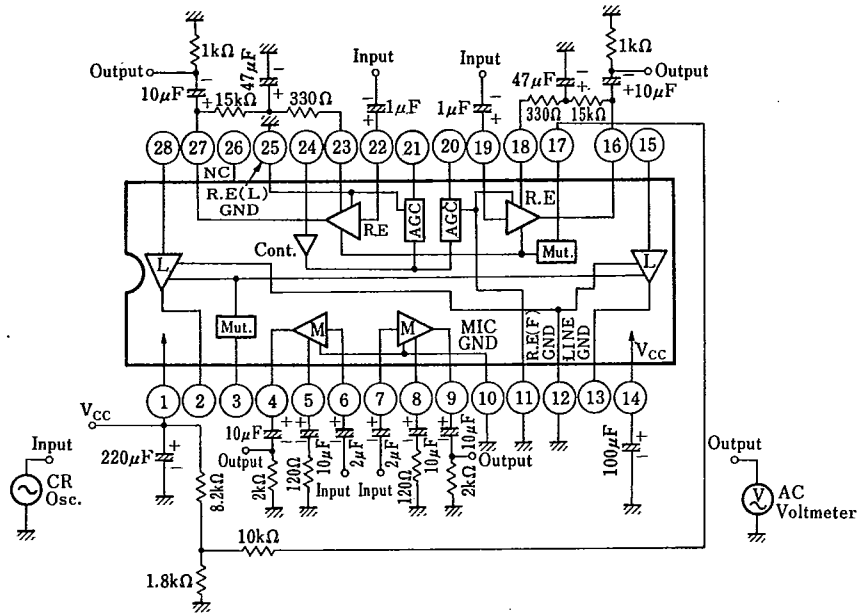 1kΩ
Output
10μF
− +
15kΩ
47μF
− +
330Ω
Input
− +
1μF
Input
1μF
− +
47μF
− +
330Ω
15kΩ
1kΩ
Output
− +10μF
28 27 26 25 24 23 22 21 20 19 18 17 16 15
NC
R.E(L)
GND
R.E
AGC
AGC
R.E
Cont.
Mut.
L
L
Mut.
M
M
MIC
GND
R.E(F)
GND
LINE
GND
VCC
1 2 3 4 5 6 7 8 9 10 11 12 13 14
VCC
220μF
+ −
Input
CR
Osc.
8.2kΩ
10μF
+ −
Output
2kΩ
10μF
+ −
120Ω
2μF
+ −
Input
2μF
+ −
Input
10μF
+ −
120Ω
10μF
+ −
Output
2kΩ
100μF
+ −
Output
V
AC
Voltmeter
10kΩ
1.8kΩ